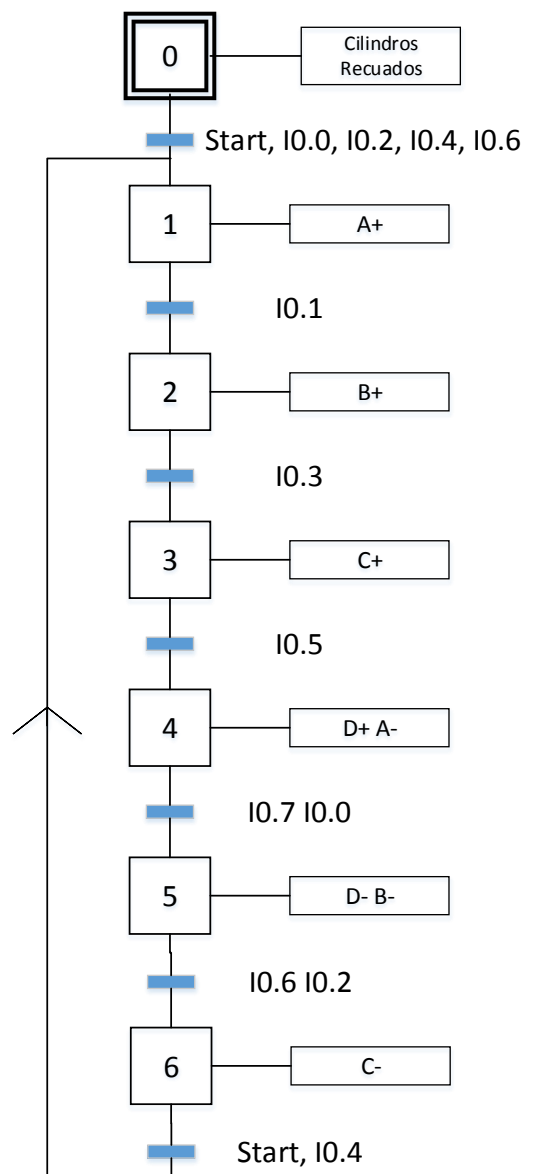 0
Cilindros
Recuados
Start, I0.0, I0.2, I0.4, I0.6
1
A+
I0.1
2
B+
I0.3
3
C+
I0.5
4
D+ A-
I0.7 I0.0
5
D- B-
I0.6 I0.2
6
C-
Start, I0.4